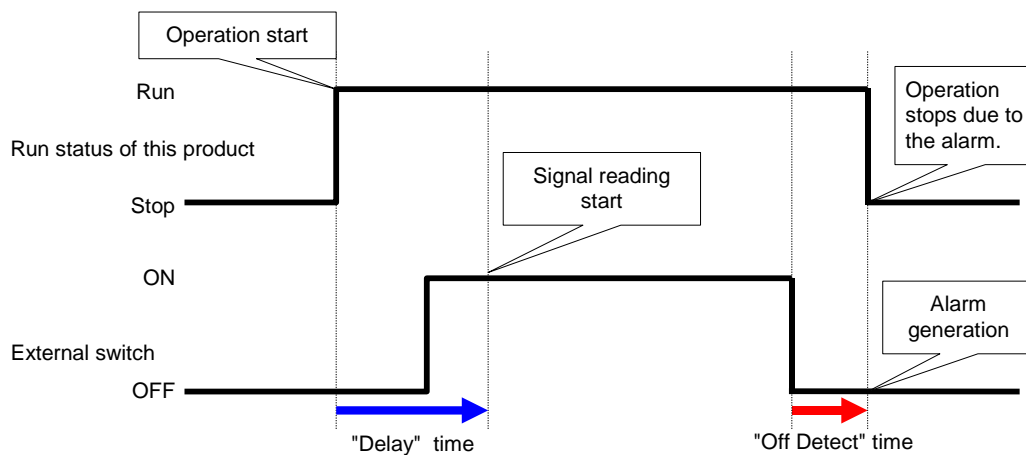 Operation start
Run
Operation
stops due to
the alarm.
Run status of this product
Signal reading
start
Stop
ON
Alarm
generation
External switch
OFF
"Delay" time
"Off Detect" time